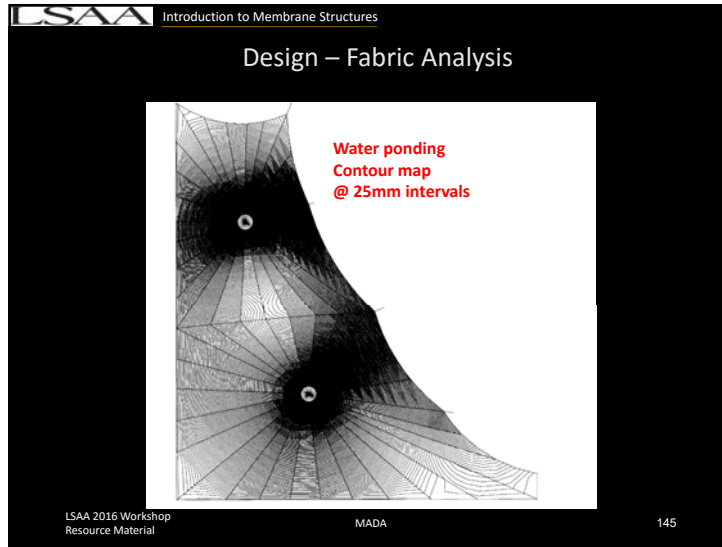 LSAA Introduction to Membrane Structures
Design – Fabric Analysis
Water ponding
Contour map
@ 25mm intervals
LSAA 2016 Workshop
Resource Material
MADA
145